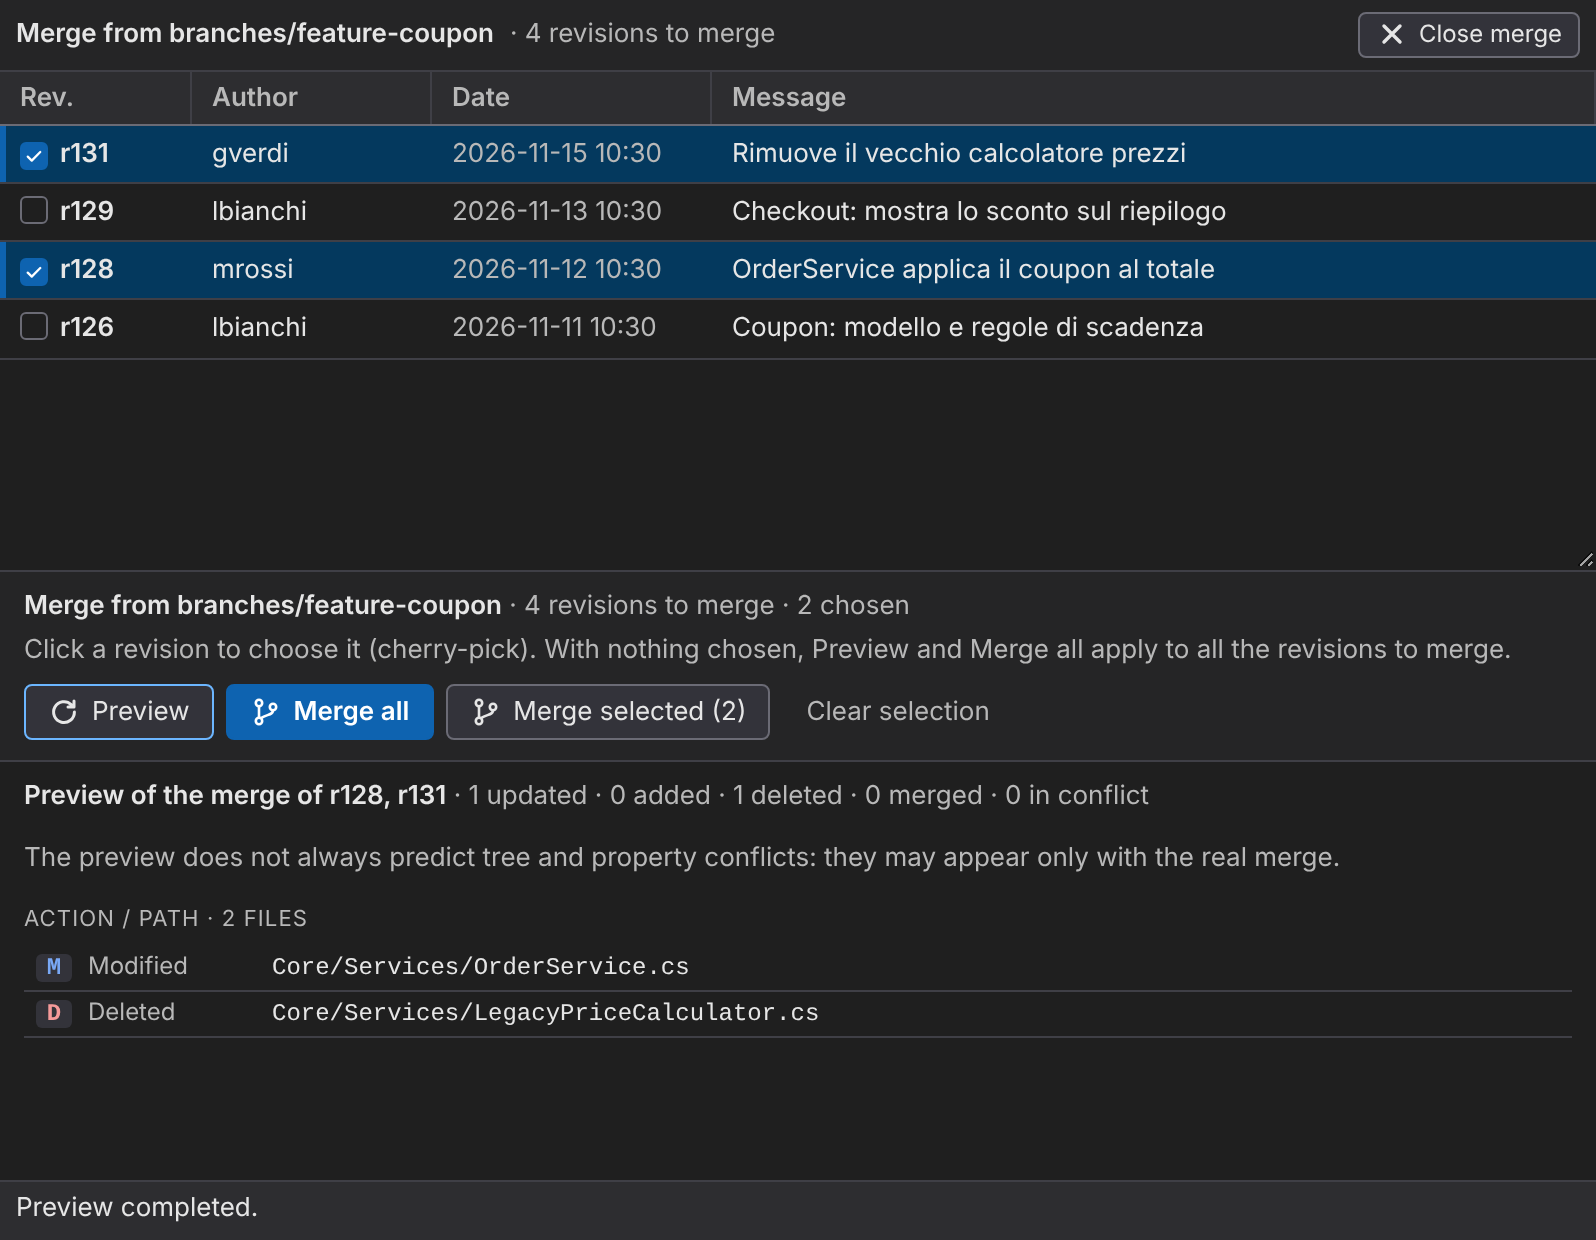 Merge from branches/feature-coupon · 4 revisions to merge
Close merge
Rev. Author Date Message
r131 gverdi 2026-11-15 10:30 Rimuove il vecchio calcolatore prezzi
r129 lbianchi 2026-11-13 10:30 Checkout: mostra lo sconto sul riepilogo
r128 mrossi 2026-11-12 10:30 OrderService applica il coupon al totale
r126 lbianchi 2026-11-11 10:30 Coupon: modello e regole di scadenza
Merge from branches/feature-coupon · 4 revisions to merge · 2 chosen
Click a revision to choose it (cherry-pick). With nothing chosen, Preview and Merge all apply to all the revisions to merge.
Preview Merge all Merge selected (2) Clear selection
Preview of the merge of r128, r131 · 1 updated · 0 added · 1 deleted · 0 merged · 0 in conflict
The preview does not always predict tree and property conflicts: they may appear only with the real merge.
ACTION / PATH · 2 FILES
M Modified Core/Services/OrderService.cs
D Deleted Core/Services/LegacyPriceCalculator.cs
Preview completed.